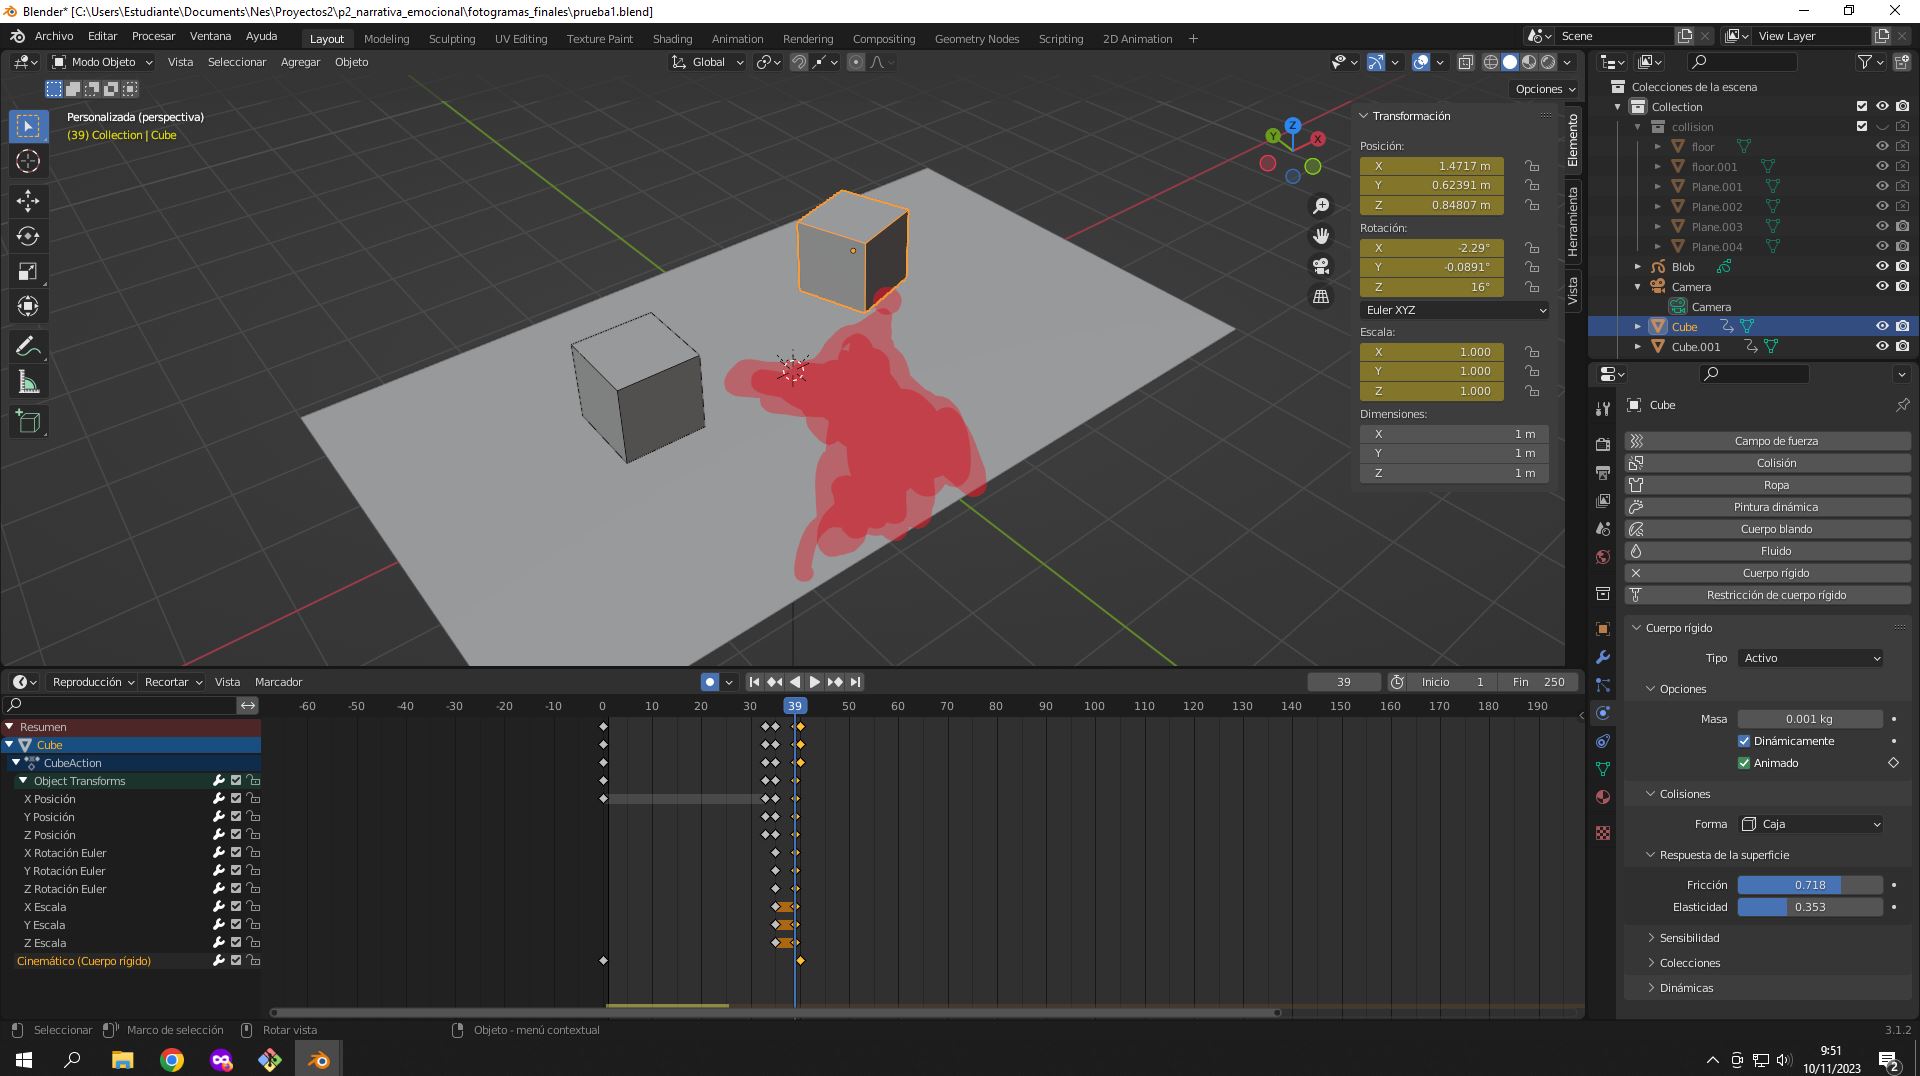 Blender* [C:\Users\Estudiante\Documents\Nes\Proyectos2\p2_narrativa_emocional\fotogramas_finales\prueba1.blend]
Archivo Editar Procesar Ventana Ayuda Layout Modeling Sculpting UV Editing Texture Paint Shading Animation Rendering Compositing Geometry Nodes Scripting 2D Animation + Scene View Layer
Modo Objeto Vista Seleccionar Agregar Objeto Global
Opciones
Personalizada (perspectiva)
(39) Collection | Cube
Z
Y
X
Transformación
Posición:
X 1.4717 m
Y 0.62391 m
Z 0.84807 m
Rotación:
X -2.29°
Y -0.0891°
Z 16°
Euler XYZ
Escala:
X 1.000
Y 1.000
Z 1.000
Dimensiones:
X 1 m
Y 1 m
Z 1 m
Elemento
Herramienta
Vista
Colecciones de la escena
Collection
collision
floor
floor.001
Plane.001
Plane.002
Plane.003
Plane.004
Blob
Camera
Camera
Cube
Cube.001
Cube
Campo de fuerza
Colisión
Ropa
Pintura dinámica
Cuerpo blando
Fluido
Cuerpo rígido
Restricción de cuerpo rígido
Cuerpo rígido
Tipo Activo
Opciones
Masa 0.001 kg
Dinámicamente
Animado
Colisiones
Forma Caja
Respuesta de la superficie
Fricción 0.718
Elasticidad 0.353
Sensibilidad
Colecciones
Dinámicas
Reproducción Recortar Vista Marcador 39 Inicio 1 Fin 250
-60 -50 -40 -30 -20 -10 0 10 20 30 39 50 60 70 80 90 100 110 120 130 140 150 160 170 180 190
Resumen
Cube
CubeAction
Object Transforms
X Posición
Y Posición
Z Posición
X Rotación Euler
Y Rotación Euler
Z Rotación Euler
X Escala
Y Escala
Z Escala
Cinemático (Cuerpo rígido)
Seleccionar Marco de selección Rotar vista Objeto - menú contextual 3.1.2
9:51
10/11/2023
2